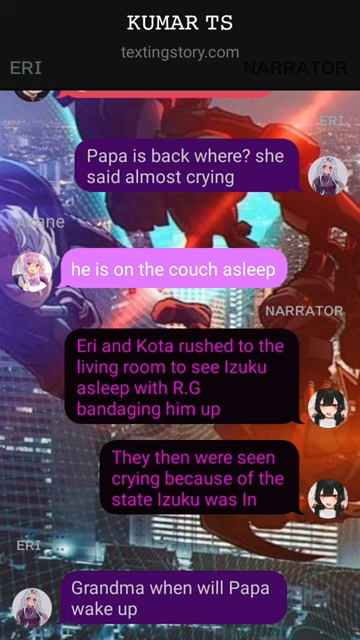 KUMAR TS
textingstory.com
ERI
NARRATOR
ERI
Papa is back where? she
said almost crying
Akane
he is on the couch asleep
NARRATOR
Eri and Kota rushed to the
living room to see Izuku
asleep with R.G
bandaging him up
They then were seen
crying because of the
state Izuku was In
ERI
Grandma when will Papa
wake up